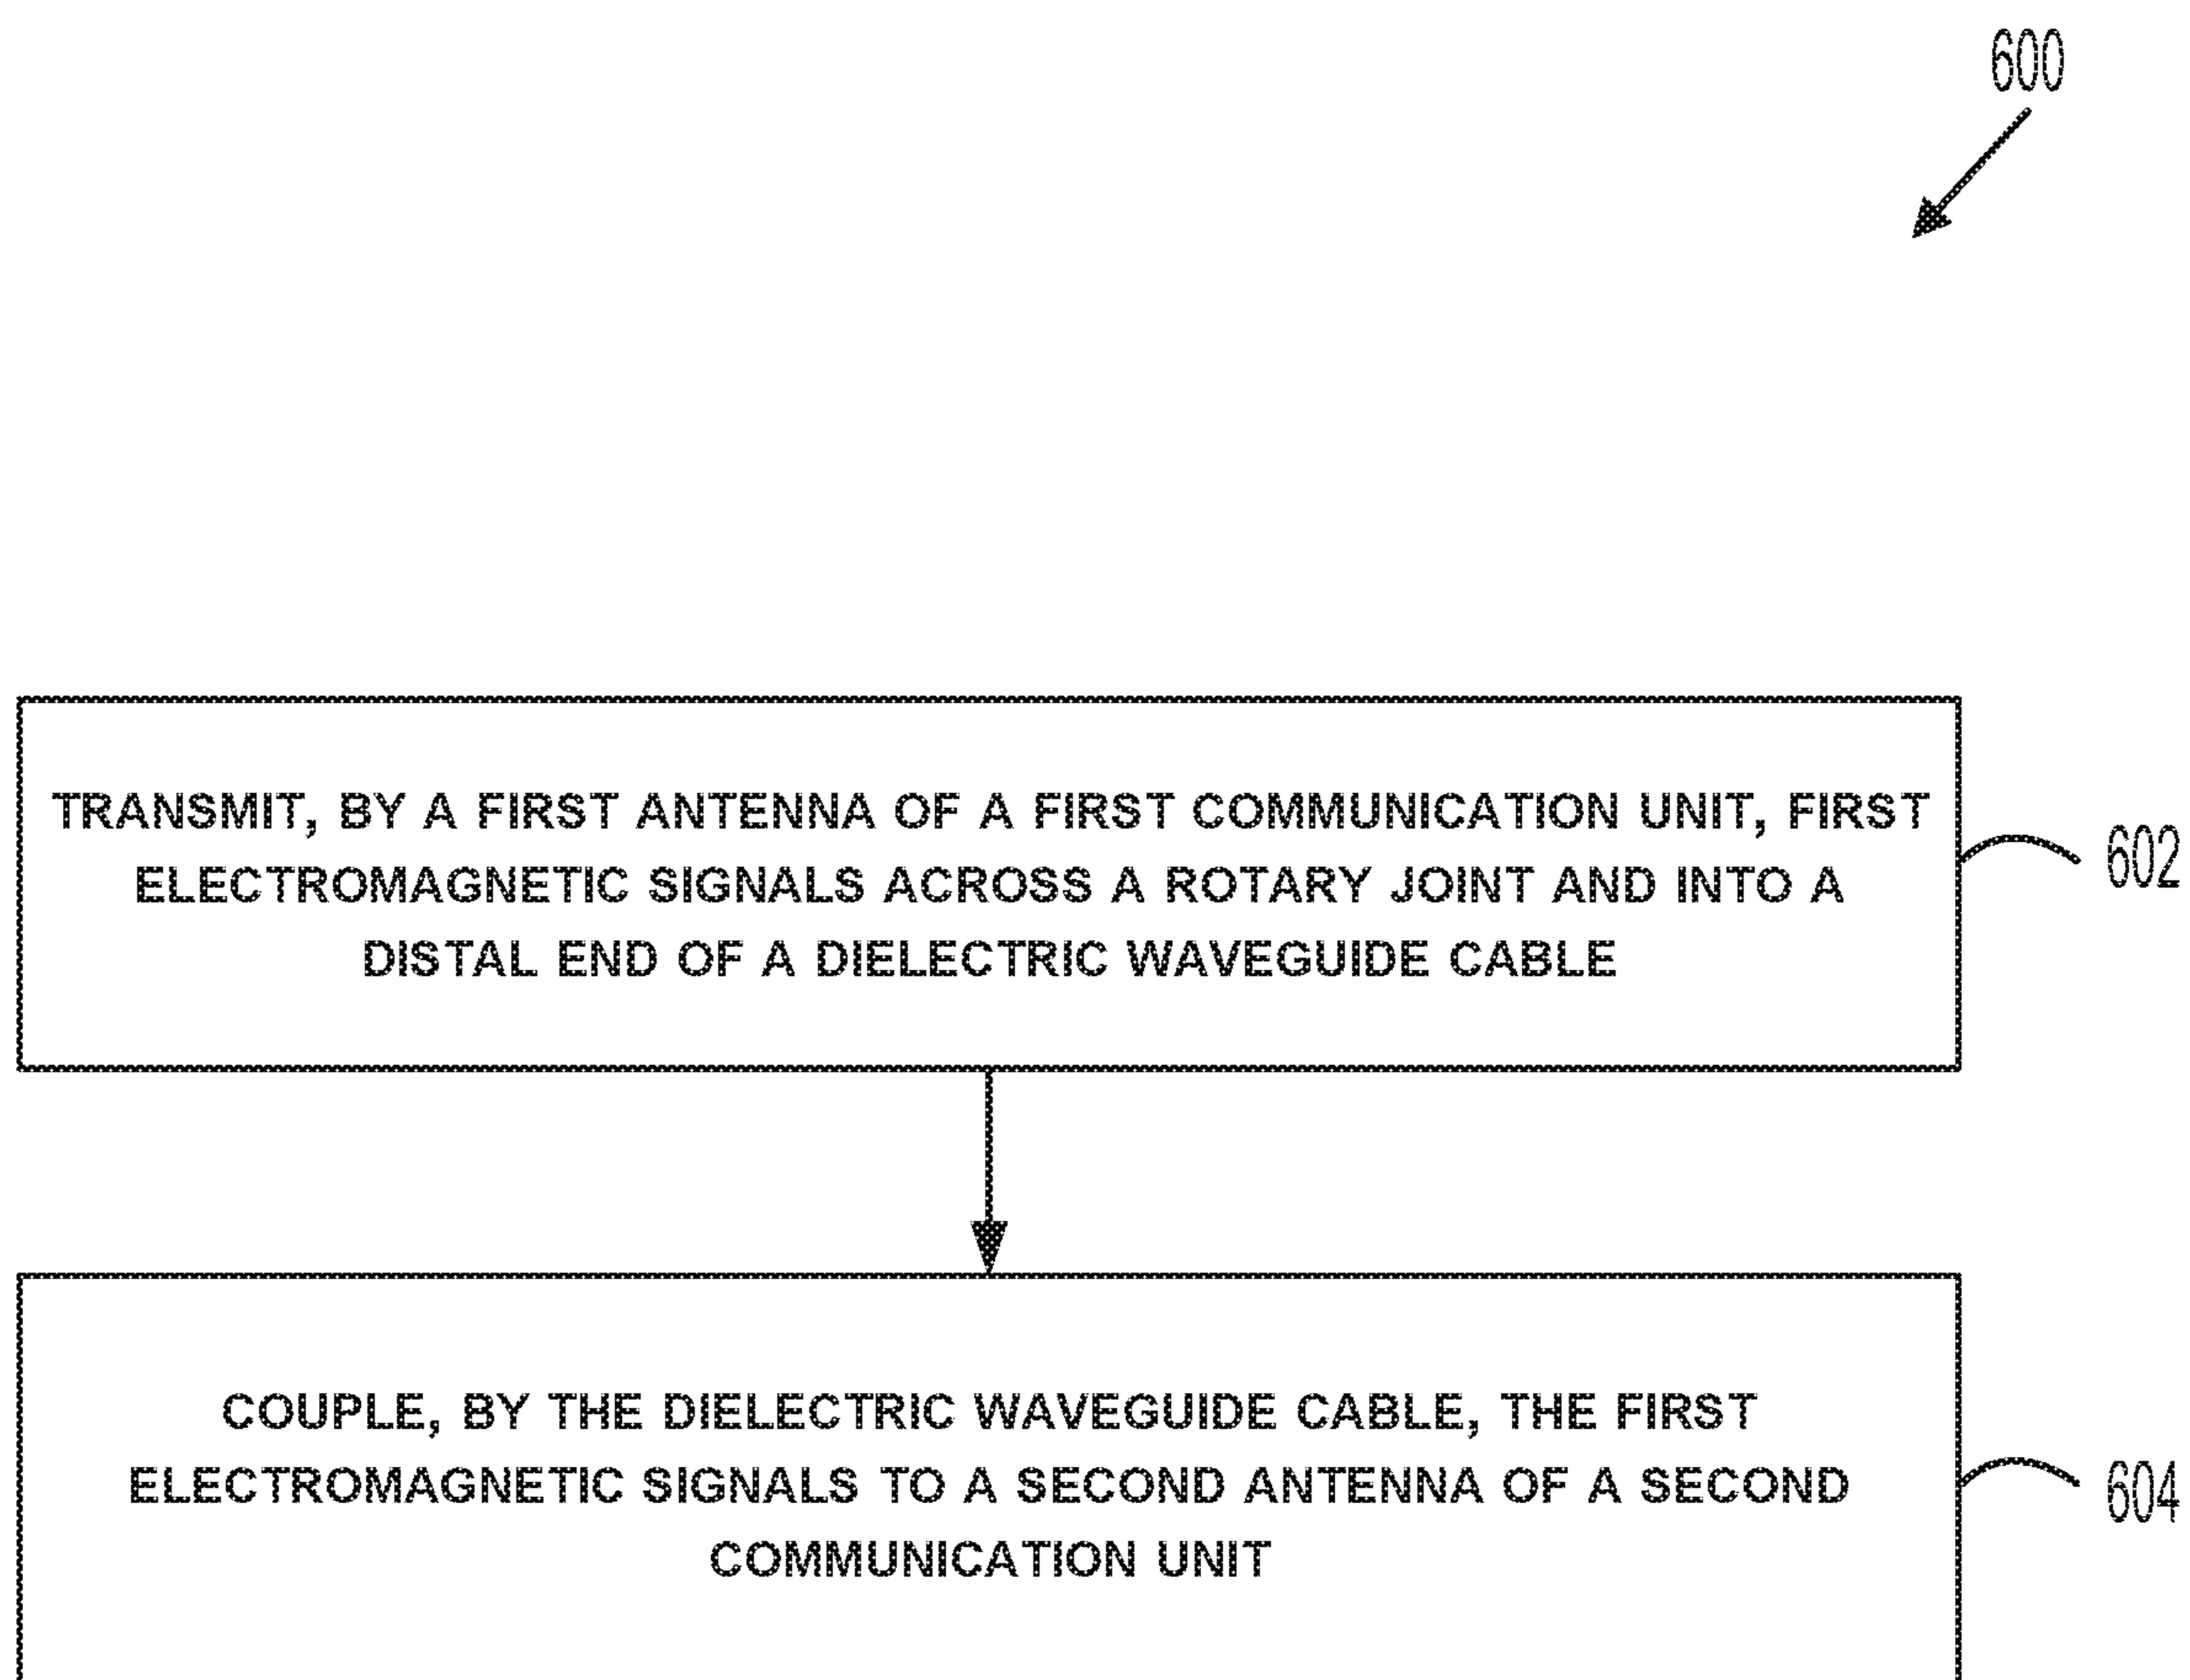 600
TRANSMIT, BY A FIRST ANTENNA OF A FIRST COMMUNICATION UNIT, FIRST
ELECTROMAGNETIC SIGNALS ACROSS A ROTARY JOINT AND INTO A
DISTAL END OF A DIELECTRIC WAVEGUIDE CABLE
602
COUPLE, BY THE DIELECTRIC WAVEGUIDE CABLE, THE FIRST
ELECTROMAGNETIC SIGNALS TO A SECOND ANTENNA OF A SECOND
COMMUNICATION UNIT
604